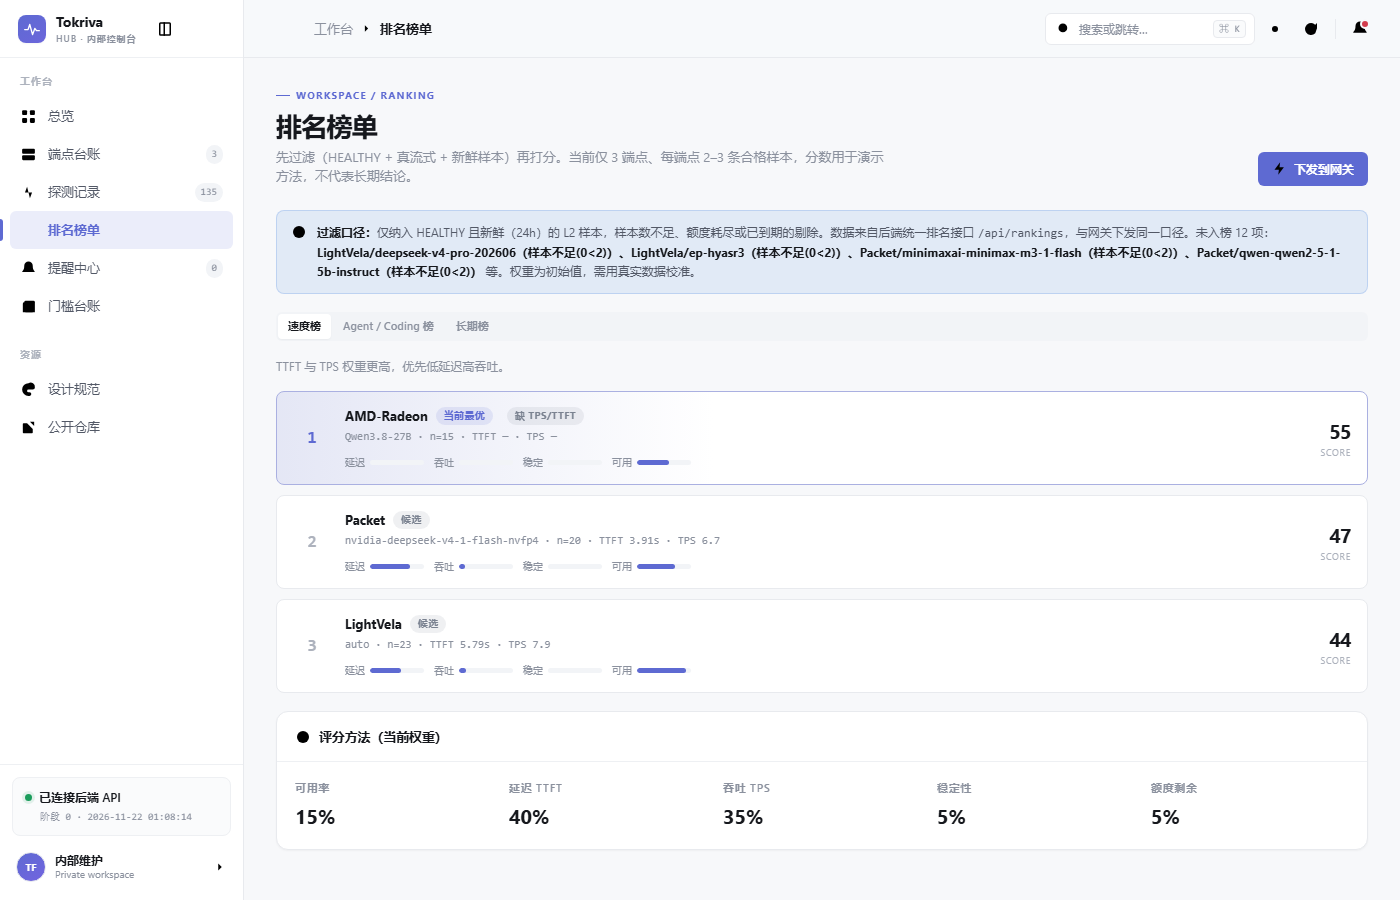 Tokriva
HUB · 内部控制台
工作台
总览
端点台账 3
探测记录 135
排名榜单
提醒中心 0
门槛台账
资源
设计规范
公开仓库
已连接后端 API
阶段 0 · 2026-11-22 01:08:14
TF
内部维护
Private workspace
工作台 排名榜单
搜索或跳转... ⌘ K
— WORKSPACE / RANKING
排名榜单
先过滤（HEALTHY + 真流式 + 新鲜样本）再打分。当前仅 3 端点、每端点 2–3 条合格样本，分数用于演示
方法，不代表长期结论。
下发到网关
过滤口径：仅纳入 HEALTHY 且新鲜（24h）的 L2 样本，样本数不足、额度耗尽或已到期的剔除。数据来自后端统一排名接口 /api/rankings，与网关下发同一口径。未入榜 12 项：
LightVela/deepseek-v4-pro-202606（样本不足(0<2)）、LightVela/ep-hyasr3（样本不足(0<2)）、Packet/minimaxai-minimax-m3-1-flash（样本不足(0<2)）、Packet/qwen-qwen2-5-1-
5b-instruct（样本不足(0<2)） 等。权重为初始值，需用真实数据校准。
速度榜 Agent / Coding 榜 长期榜
TTFT 与 TPS 权重更高，优先低延迟高吞吐。
1
AMD-Radeon 当前最优 缺 TPS/TTFT
Qwen3.8-27B · n=15 · TTFT — · TPS —
延迟 吞吐 稳定 可用
55
SCORE
2
Packet 候选
nvidia-deepseek-v4-1-flash-nvfp4 · n=20 · TTFT 3.91s · TPS 6.7
延迟 吞吐 稳定 可用
47
SCORE
3
LightVela 候选
auto · n=23 · TTFT 5.79s · TPS 7.9
延迟 吞吐 稳定 可用
44
SCORE
评分方法（当前权重）
可用率 延迟 TTFT 吞吐 TPS 稳定性 额度剩余
15% 40% 35% 5% 5%